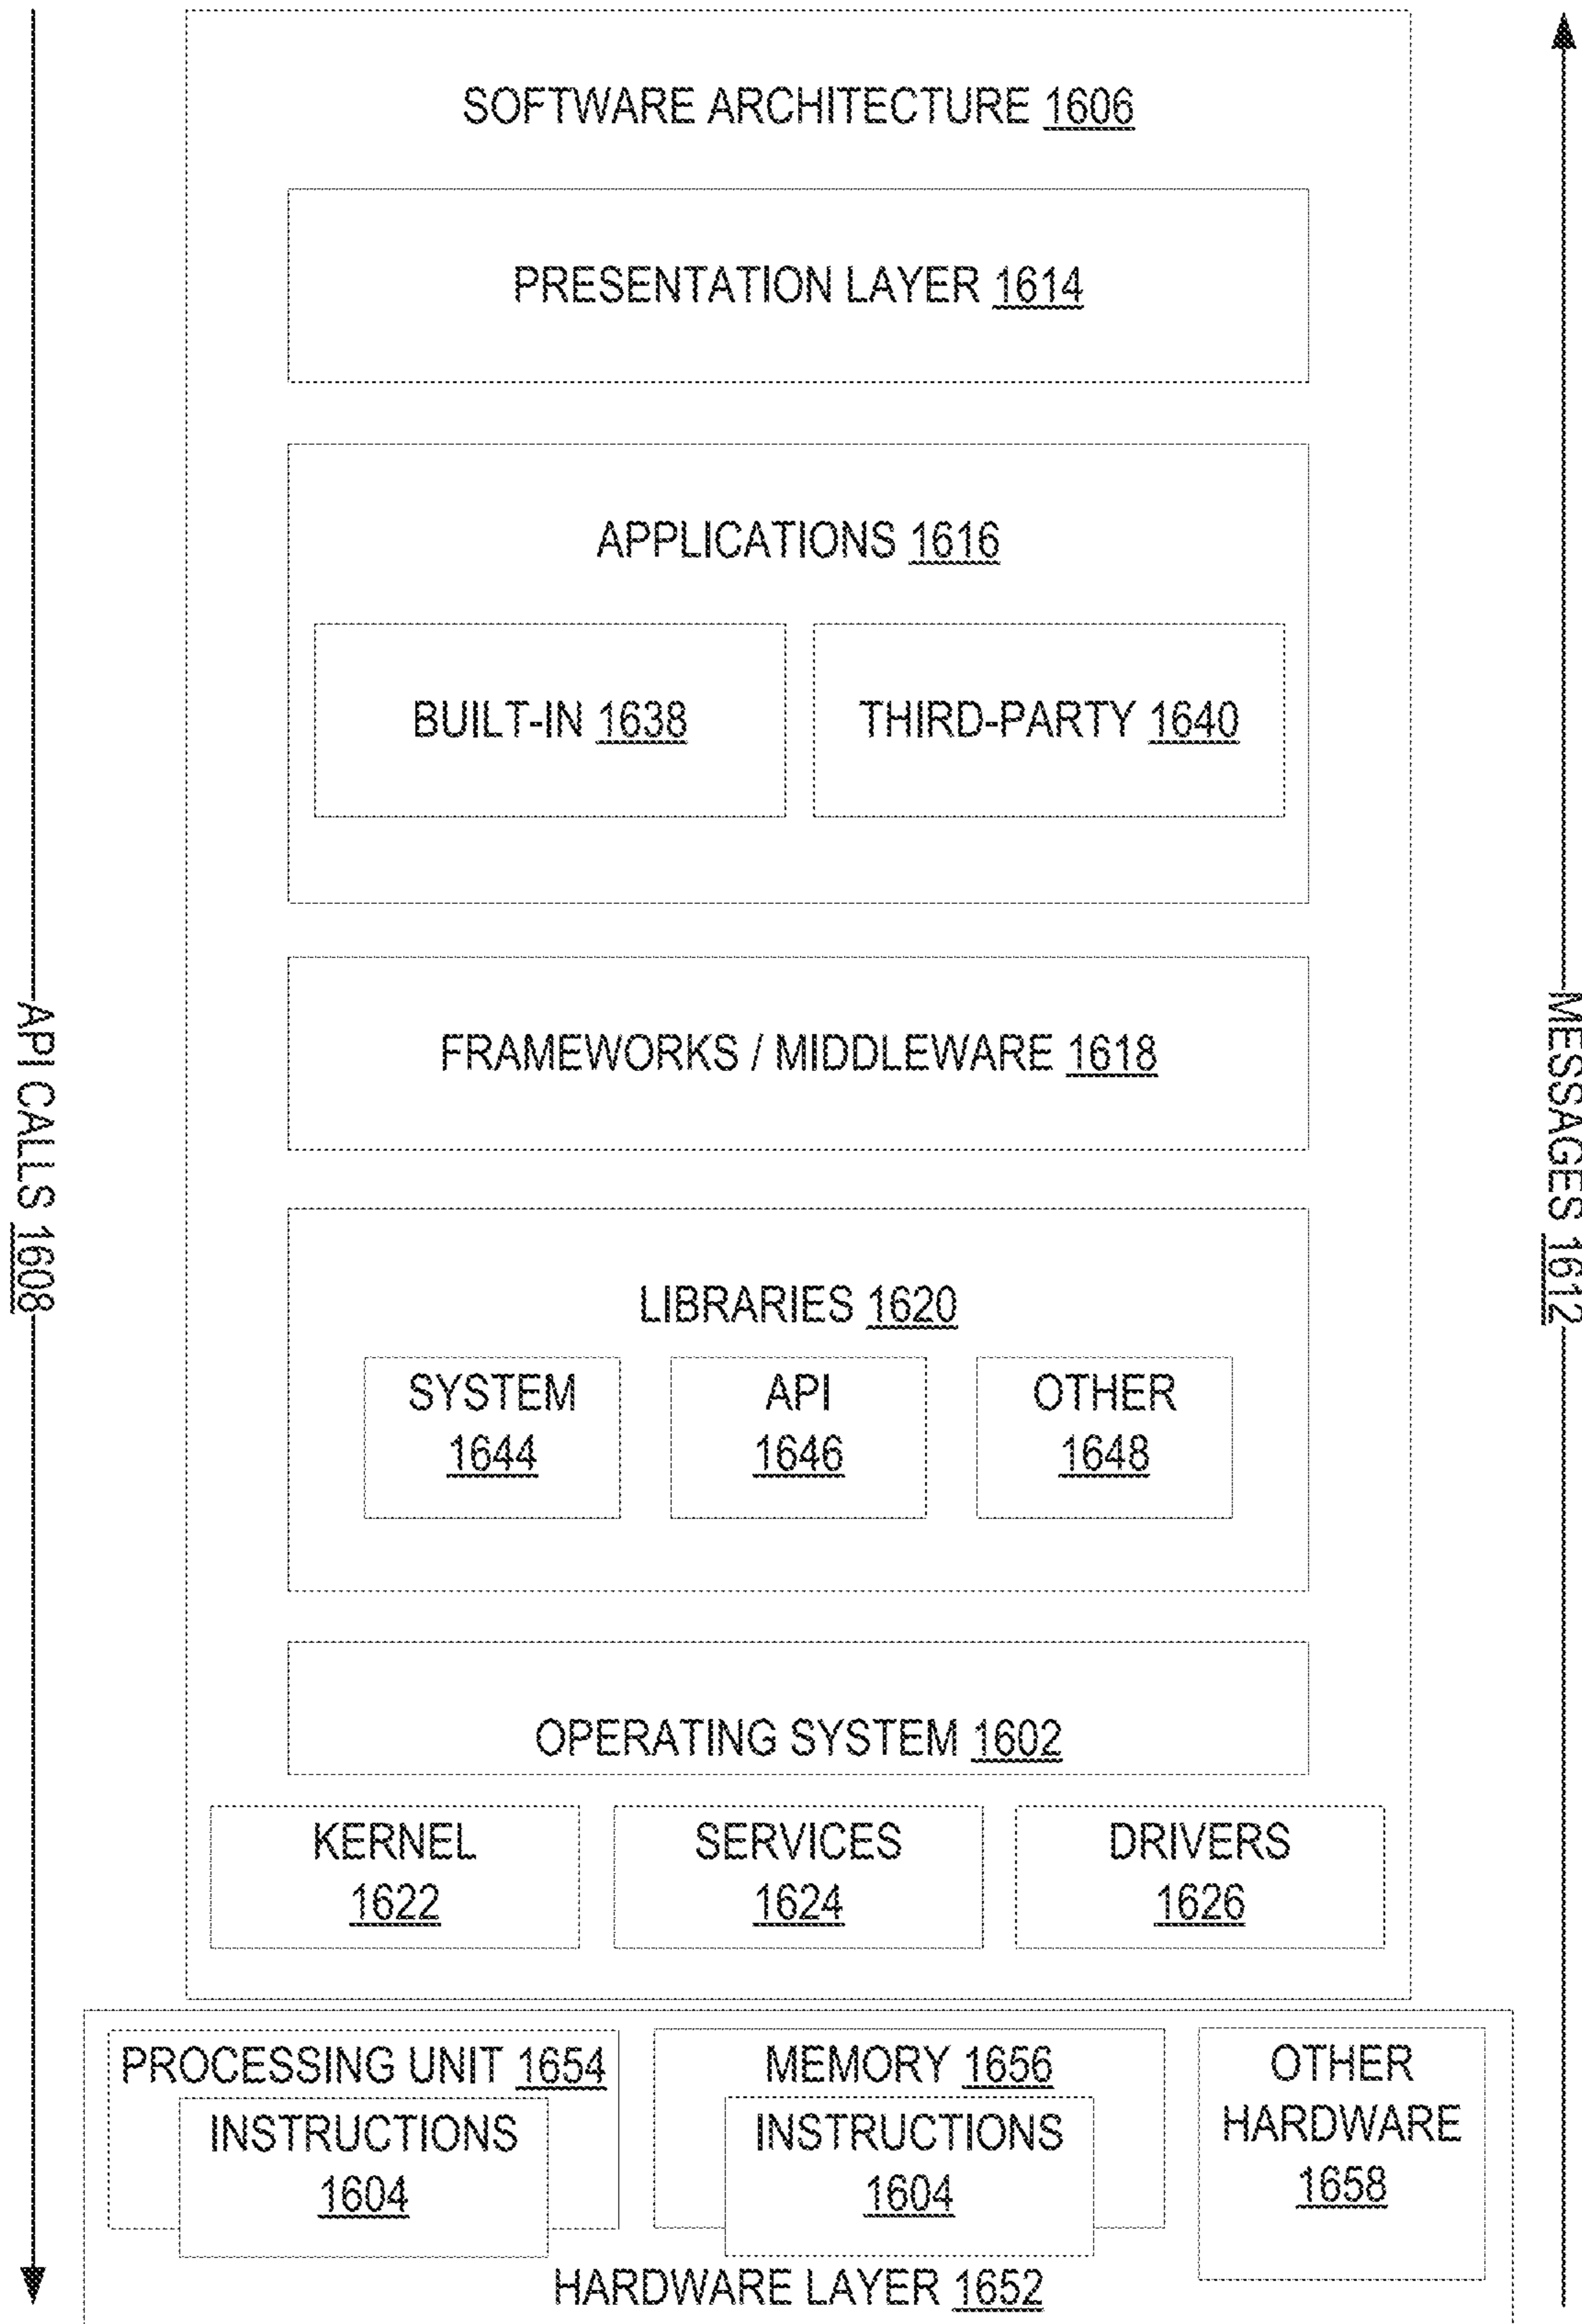 SOFTWARE ARCHITECTURE 1606
PRESENTATION LAYER 1614
APPLICATIONS 1616
BUILT-IN 1638
THIRD-PARTY 1640
FRAMEWORKS / MIDDLEWARE 1618
API CALLS 1608
MESSAGES 1612
LIBRARIES 1620
SYSTEM
1644
API
1646
OTHER
1648
OPERATING SYSTEM 1602
KERNEL
1622
SERVICES
1624
DRIVERS
1626
PROCESSING UNIT 1654
INSTRUCTIONS
1604
MEMORY 1656
INSTRUCTIONS
1604
OTHER
HARDWARE
1658
HARDWARE LAYER 1652